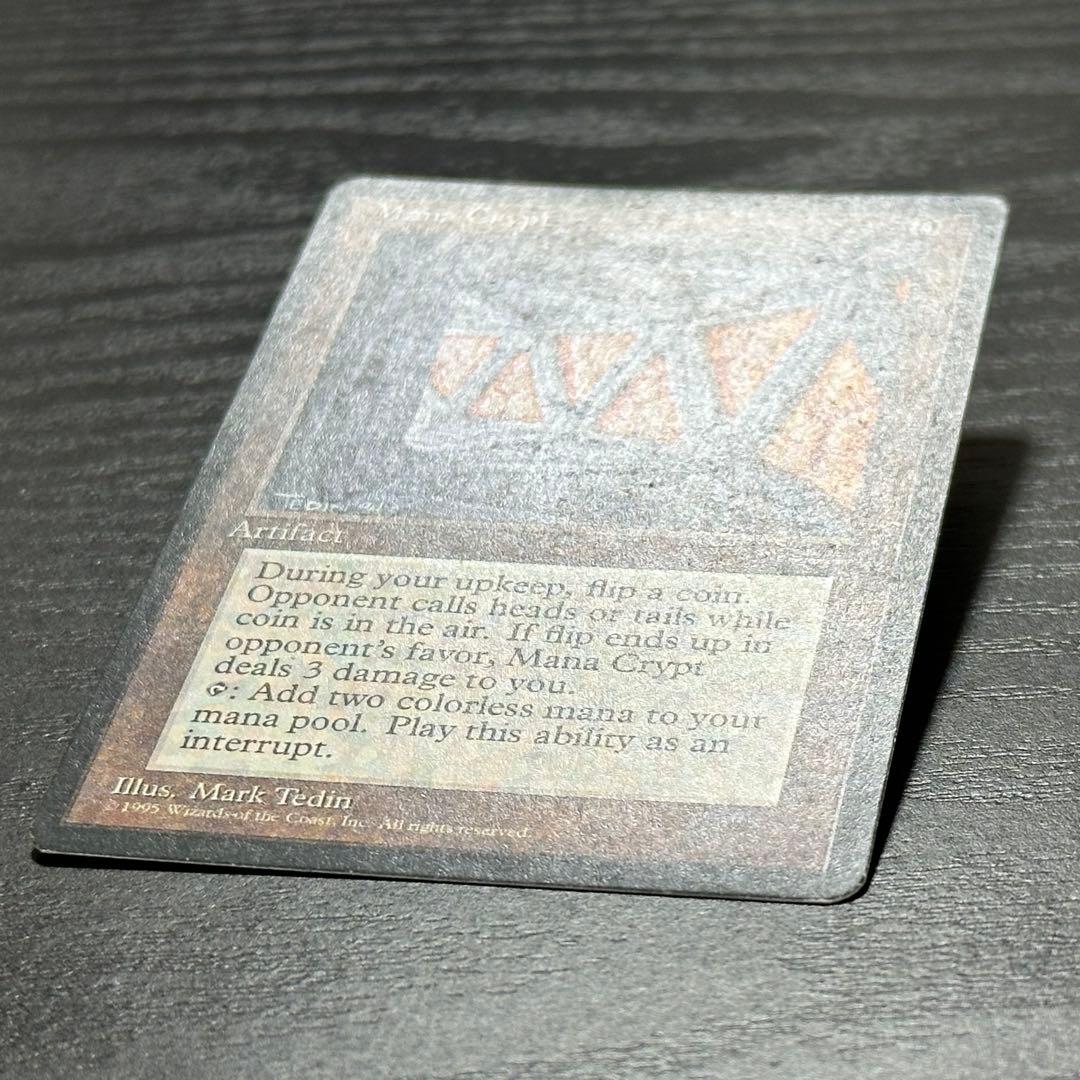 Mana Crypt
Artifact
During your upkeep, flip a coin.
Opponent calls heads or tails while
coin is in the air. If flip ends up in
opponent's favor, Mana Crypt
deals 3 damage to you.
: Add two colorless mana to your
mana pool. Play this ability as an
interrupt.
Illus. Mark Tedin
© 1995 Wizards of the Coast, Inc. All rights reserved.